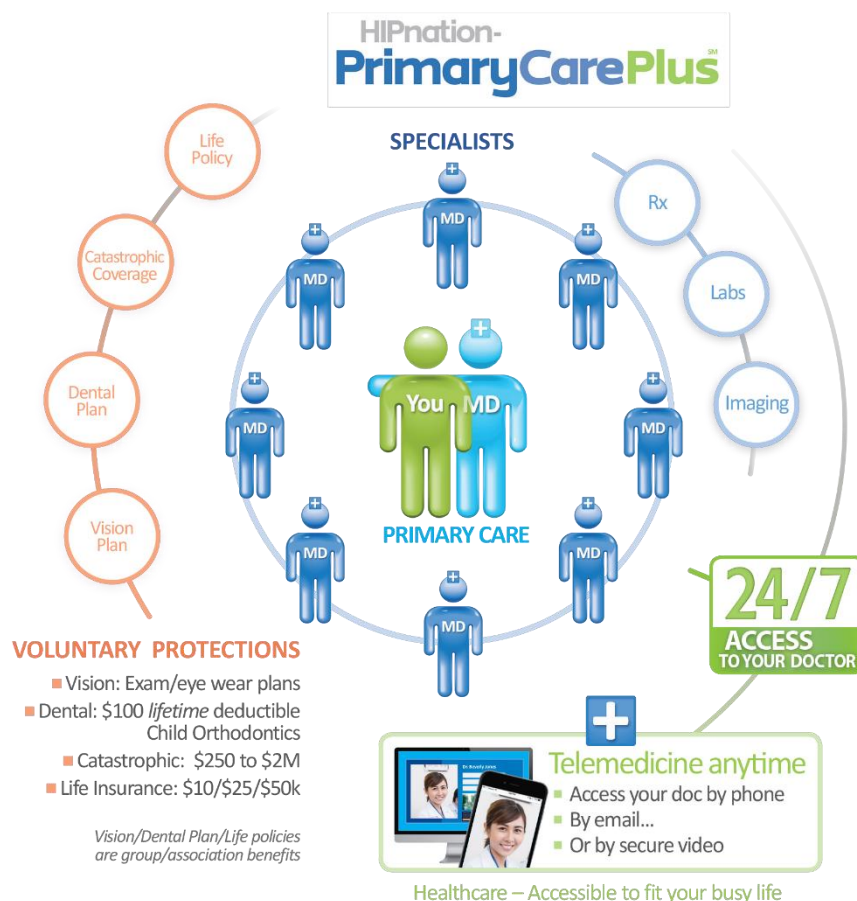 HIPnation-
PrimaryCarePlus℠
SPECIALISTS
Life
Policy
Catastrophic
Coverage
Dental
Plan
Vision
Plan
MD
MD
MD
MD
MD
MD
MD
MD
You
MD
PRIMARY CARE
Rx
Labs
Imaging
24/7
ACCESS
TO YOUR DOCTOR
VOLUNTARY PROTECTIONS
Vision: Exam/eye wear plans
Dental: $100 lifetime deductible
Child Orthodontics
Catastrophic: $250 to $2M
Life Insurance: $10/$25/$50k
Vision/Dental Plan/Life policies
are group/association benefits
Telemedicine anytime
Access your doc by phone
By email...
Or by secure video
Healthcare – Accessible to fit your busy life